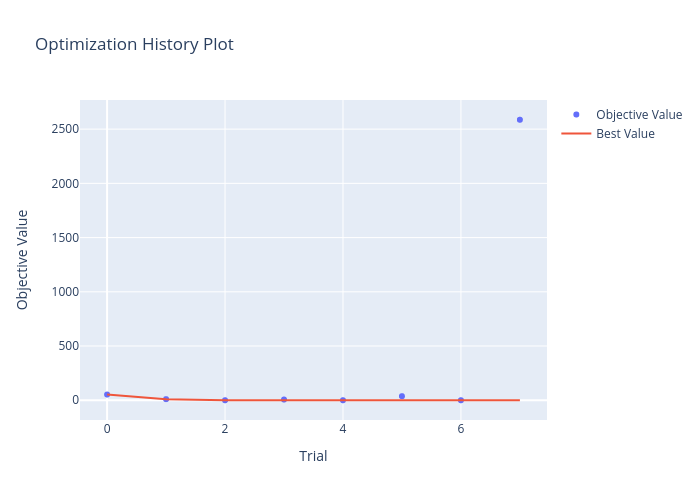 Optimization History Plot
Objective Value
Best Value
2500
2000
1500
1000
500
0
Objective Value
0
2
4
6
Trial